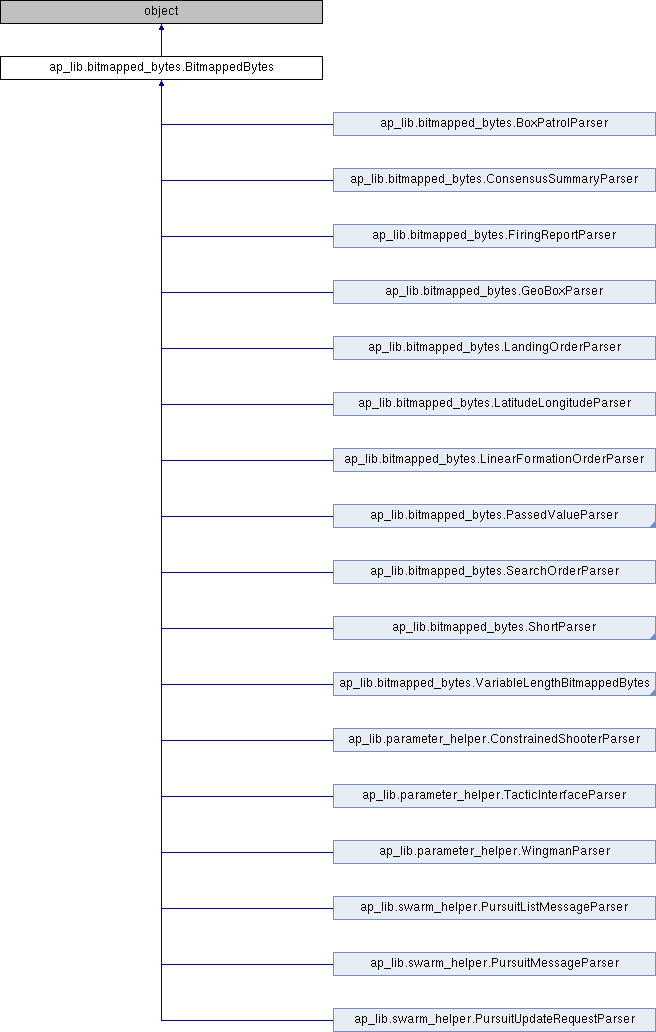 object
ap_lib.bitmapped_bytes.BitmappedBytes
ap_lib.bitmapped_bytes.BoxPatrolParser
ap_lib.bitmapped_bytes.ConsensusSummaryParser
ap_lib.bitmapped_bytes.FiringReportParser
ap_lib.bitmapped_bytes.GeoBoxParser
ap_lib.bitmapped_bytes.LandingOrderParser
ap_lib.bitmapped_bytes.LatitudeLongitudeParser
ap_lib.bitmapped_bytes.LinearFormationOrderParser
ap_lib.bitmapped_bytes.PassedValueParser
ap_lib.bitmapped_bytes.SearchOrderParser
ap_lib.bitmapped_bytes.ShortParser
ap_lib.bitmapped_bytes.VariableLengthBitmappedBytes
ap_lib.parameter_helper.ConstrainedShooterParser
ap_lib.parameter_helper.TacticInterfaceParser
ap_lib.parameter_helper.WingmanParser
ap_lib.swarm_helper.PursuitListMessageParser
ap_lib.swarm_helper.PursuitMessageParser
ap_lib.swarm_helper.PursuitUpdateRequestParser